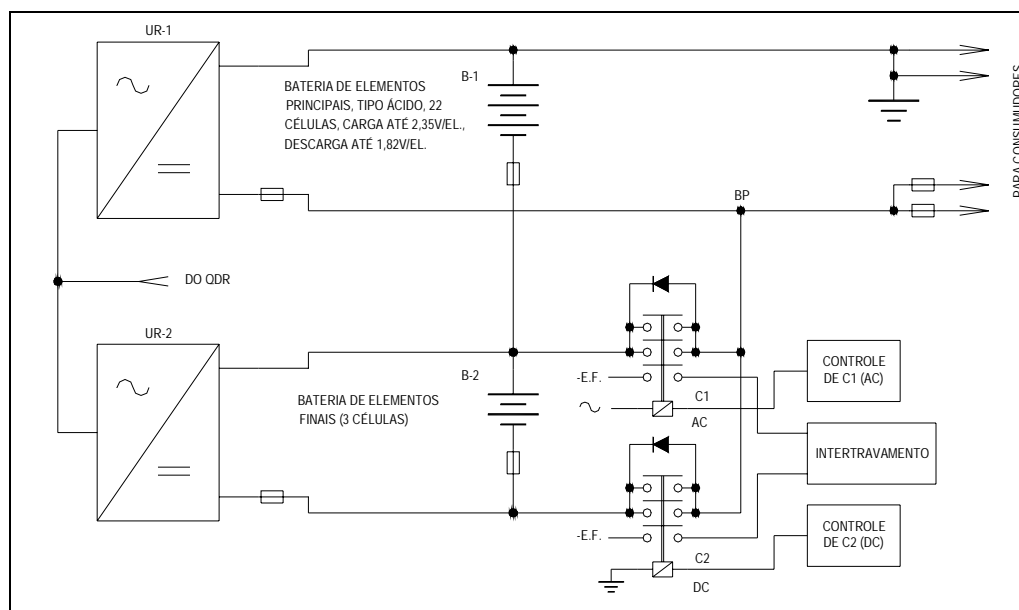 UR-1
BATERIA DE ELEMENTOS
PRINCIPAIS, TIPO ÁCIDO, 22
CÉLULAS, CARGA ATÉ 2,35V/EL.,
DESCARGA ATÉ 1,82V/EL.
B-1
PARA CONSUMUDORES
BP
DO QDR
UR-2
BATERIA DE ELEMENTOS
FINAIS (3 CÉLULAS)
B-2
-E.F.
C1
AC
CONTROLE
DE C1 (AC)
INTERTRAVAMENTO
-E.F.
C2
DC
CONTROLE
DE C2 (DC)